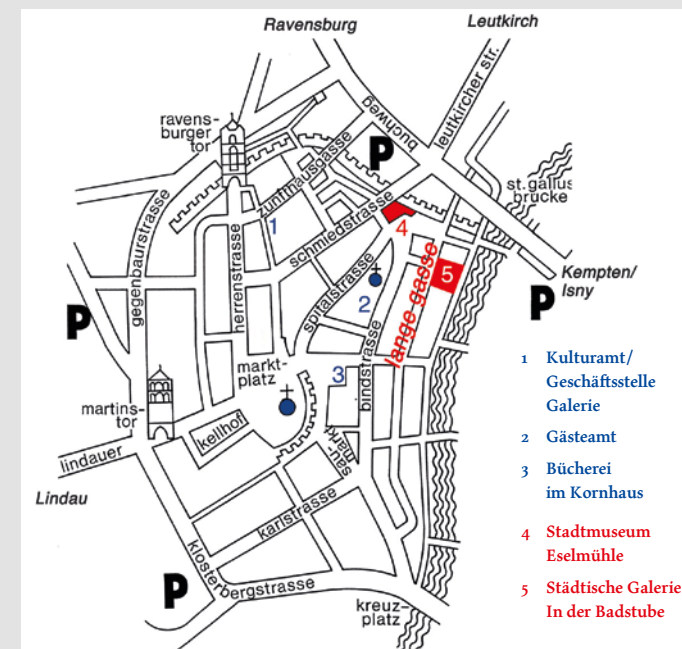 Ravensburg
Leutkirch
leutkircher str.
buchweg
ravens-
burger
tor
P
zunfthausgasse
st.gallus
brücke
gegenbaurstrasse
1
schmiedstrasse
4
herrenstrasse
spitalstrasse
2
lange gasse
5
Kempten/
Isny
P
P
markt-
platz
3
bindstrasse
martins-
tor
kellhof
lindauer
Lindau
saumarkt
karlstrasse
klosterbergstrasse
P
kreuz-
platz
1 Kulturamt/
Geschäftsstelle
Galerie
2 Gästeamt
3 Bücherei
im Kornhaus
4 Stadtmuseum
Eselmühle
5 Städtische Galerie
In der Badstube